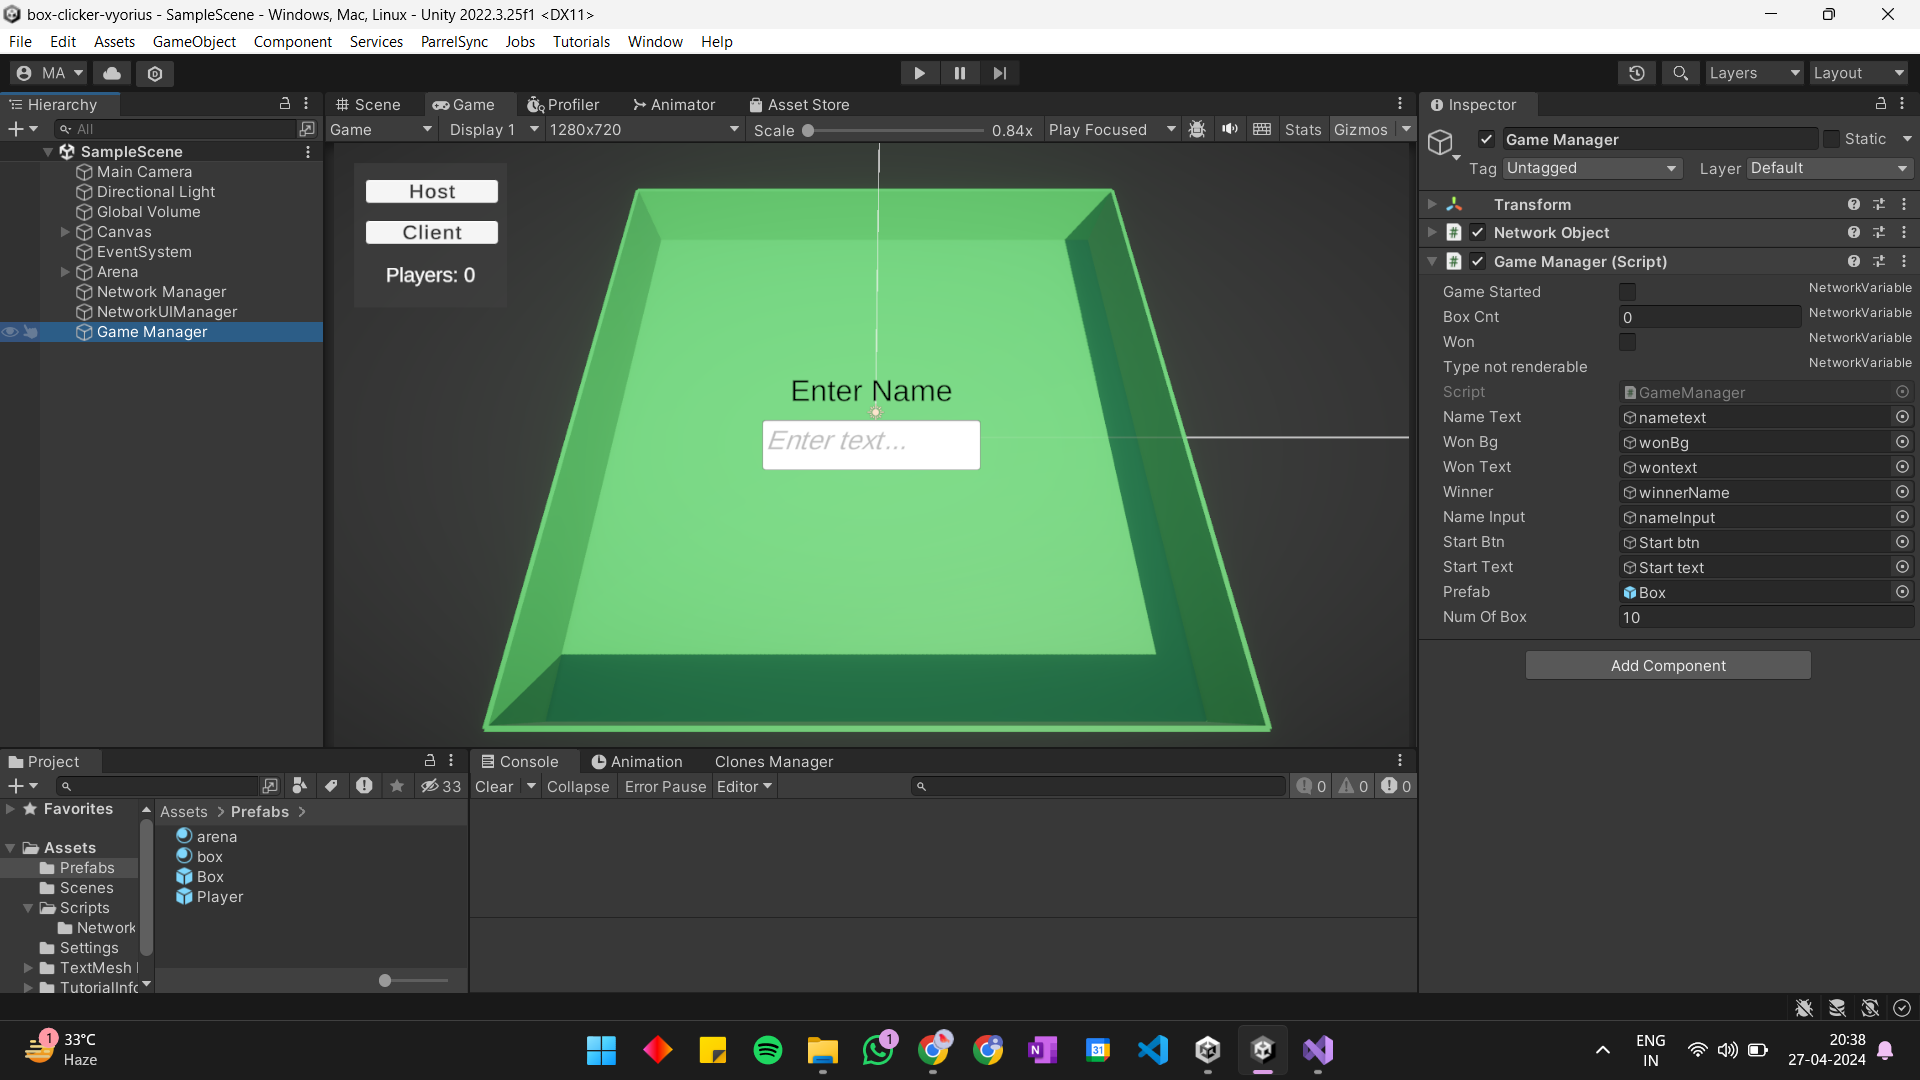 box-clicker-vyorius - SampleScene - Windows, Mac, Linux - Unity 2022.3.25f1 <DX11>
File Edit Assets GameObject Component Services ParrelSync Jobs Tutorials Window Help
MA Layers Layout
Hierarchy
All
SampleScene
Main Camera
Directional Light
Global Volume
Canvas
EventSystem
Arena
Network Manager
NetworkUIManager
Game Manager
Scene Game Profiler Animator Asset Store
Game Display 1 1280x720 Scale 0.84x Play Focused Stats Gizmos
Host
Client
Players: 0
Enter Name
Enter text...
Inspector
Game Manager Static
Tag Untagged Layer Default
Transform
# Network Object
# Game Manager (Script)
Game Started NetworkVariable
Box Cnt 0 NetworkVariable
Won NetworkVariable
Type not renderable NetworkVariable
Script GameManager
Name Text nametext
Won Bg wonBg
Won Text wontext
Winner winnerName
Name Input nameInput
Start Btn Start btn
Start Text Start text
Prefab Box
Num Of Box 10
Add Component
Project
33
Favorites
Assets
Prefabs
Scenes
Scripts
Network
Settings
TextMesh
TutorialInfo
Assets > Prefabs >
arena
box
Box
Player
Console Animation Clones Manager
Clear Collapse Error Pause Editor 0 0 0
1 33°C
Haze
1
N
31
ENG
IN
20:38
27-04-2024